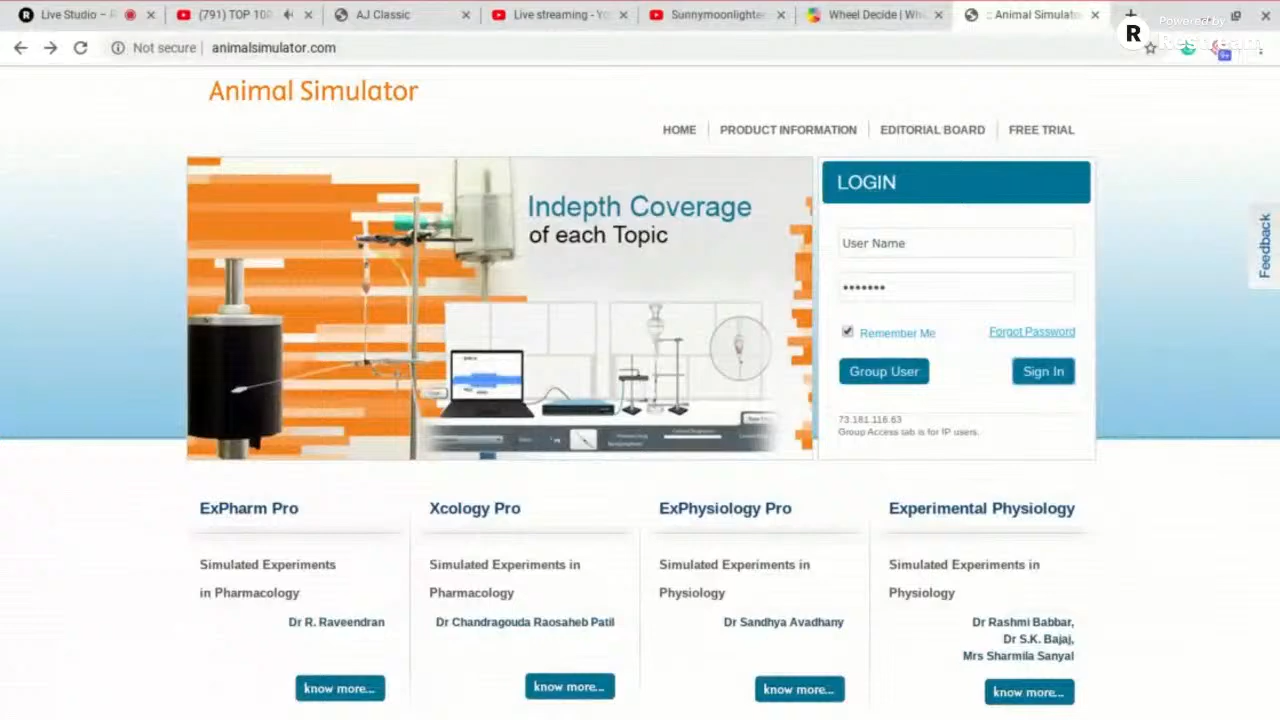 Live Studio – R
(791) TOP 10
AJ Classic
Live streaming - Yo
Sunnymoonlighte
Wheel Decide | Wh
:: Animal Simulato
Powered by
R Restream
Not secure | animalsimulator.com
Animal Simulator
HOME
PRODUCT INFORMATION
EDITORIAL BOARD
FREE TRIAL
Indepth Coverage
of each Topic
LOGIN
User Name
•••••••
Remember Me
Forgot Password
Group User
Sign In
73.181.116.63
Group Access tab is for IP users.
Feedback
ExPharm Pro
Simulated Experiments
in Pharmacology
Dr R. Raveendran
know more...
Xcology Pro
Simulated Experiments in
Pharmacology
Dr Chandragouda Raosaheb Patil
know more...
ExPhysiology Pro
Simulated Experiments in
Physiology
Dr Sandhya Avadhany
know more...
Experimental Physiology
Simulated Experiments in
Physiology
Dr Rashmi Babbar,
Dr S.K. Bajaj,
Mrs Sharmila Sanyal
know more...